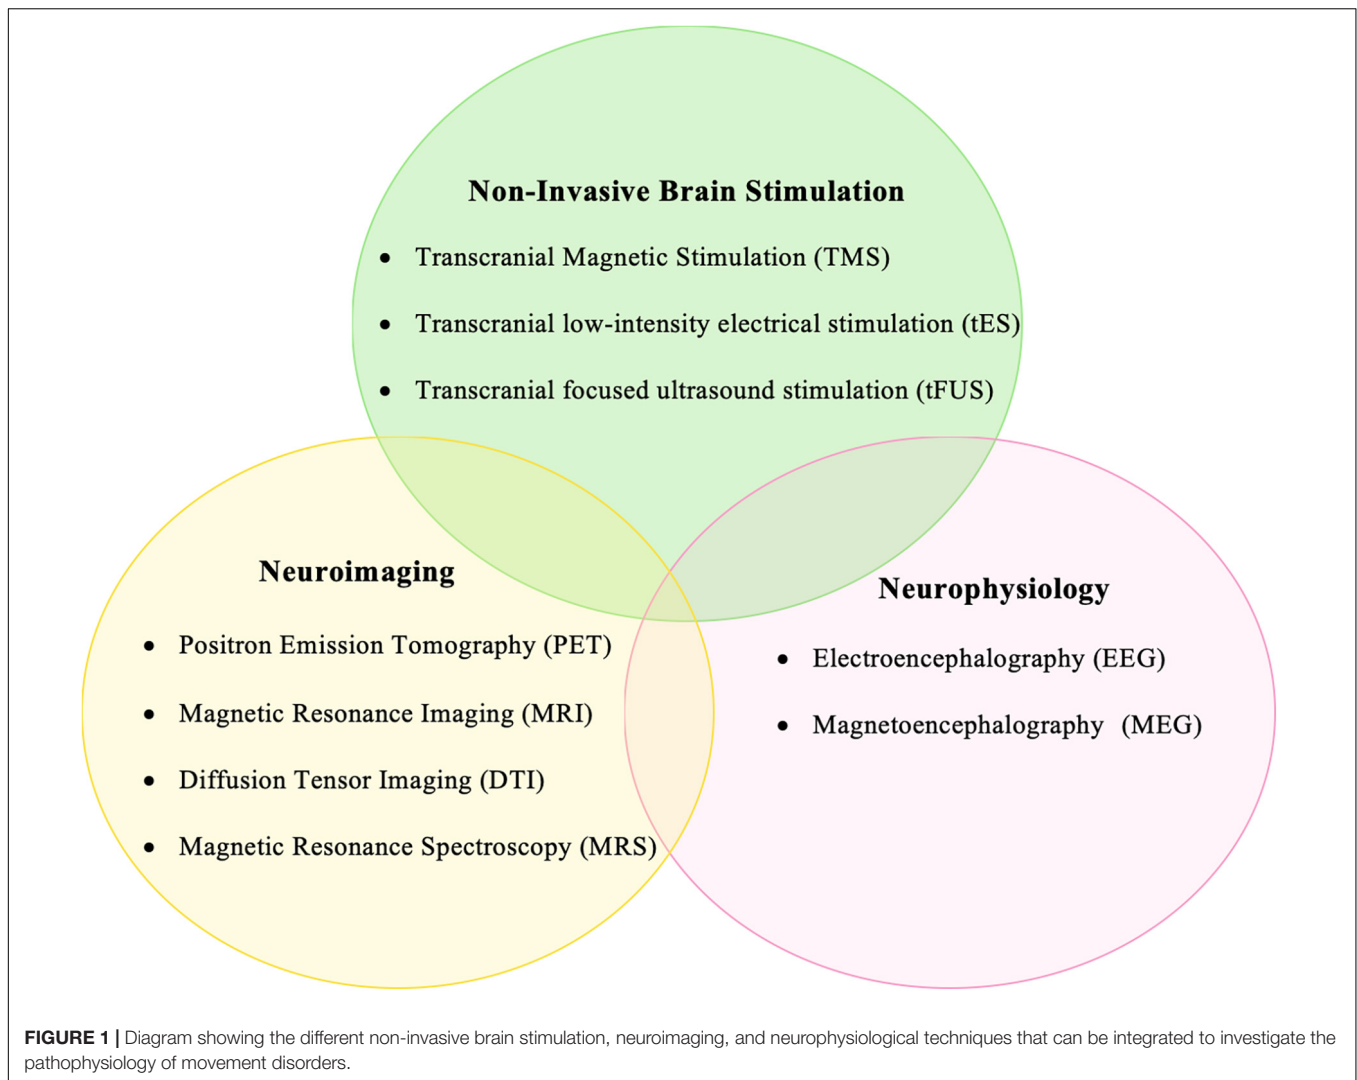 Non-Invasive Brain Stimulation
• Transcranial Magnetic Stimulation (TMS)
• Transcranial low-intensity electrical stimulation (tES)
• Transcranial focused ultrasound stimulation (tFUS)
Neuroimaging
• Positron Emission Tomography (PET)
• Magnetic Resonance Imaging (MRI)
• Diffusion Tensor Imaging (DTI)
• Magnetic Resonance Spectroscopy (MRS)
Neurophysiology
• Electroencephalography (EEG)
• Magnetoencephalography (MEG)
FIGURE 1 | Diagram showing the different non-invasive brain stimulation, neuroimaging, and neurophysiological techniques that can be integrated to investigate the
pathophysiology of movement disorders.